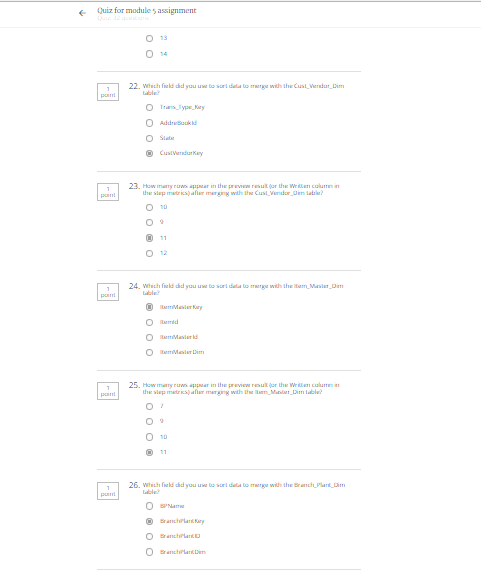 Quiz for module 5 assignment
Quiz, 32 questions
13
14
1
point
22.
Which field did you use to sort data to merge with the Cust_Vendor_Dim
table?
Trans_Type_Key
AddreBookId
State
CustVendorKey
1
point
23.
How many rows appear in the preview result (or the Written column in
the step metrics) after merging with the Cust_Vendor_Dim table?
10
9
11
12
1
point
24.
Which field did you use to sort data to merge with the Item_Master_Dim
table?
ItemMasterKey
ItemId
ItemMasterId
ItemMasterDim
1
point
25.
How many rows appear in the preview result (or the Written column in
the step metrics) after merging with the Item_Master_Dim table?
7
9
10
11
1
point
26.
Which field did you use to sort data to merge with the Branch_Plant_Dim
table?
BPName
BranchPlantKey
BranchPlantID
BranchPlantDim